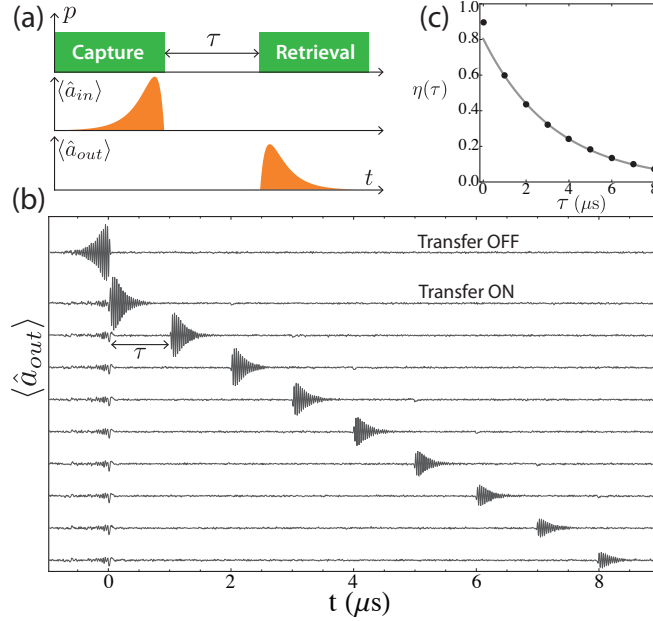 (a)
p
Capture
τ
Retrieval
⟨â_in⟩
⟨â_out⟩
t
(c)
1.0
0.8
η(τ)
0.6
0.4
0.2
0.0
0 2 4 6 8
τ (μs)
(b)
Transfer OFF
Transfer ON
τ
⟨â_out⟩
0 2 4 6 8
t (μs)